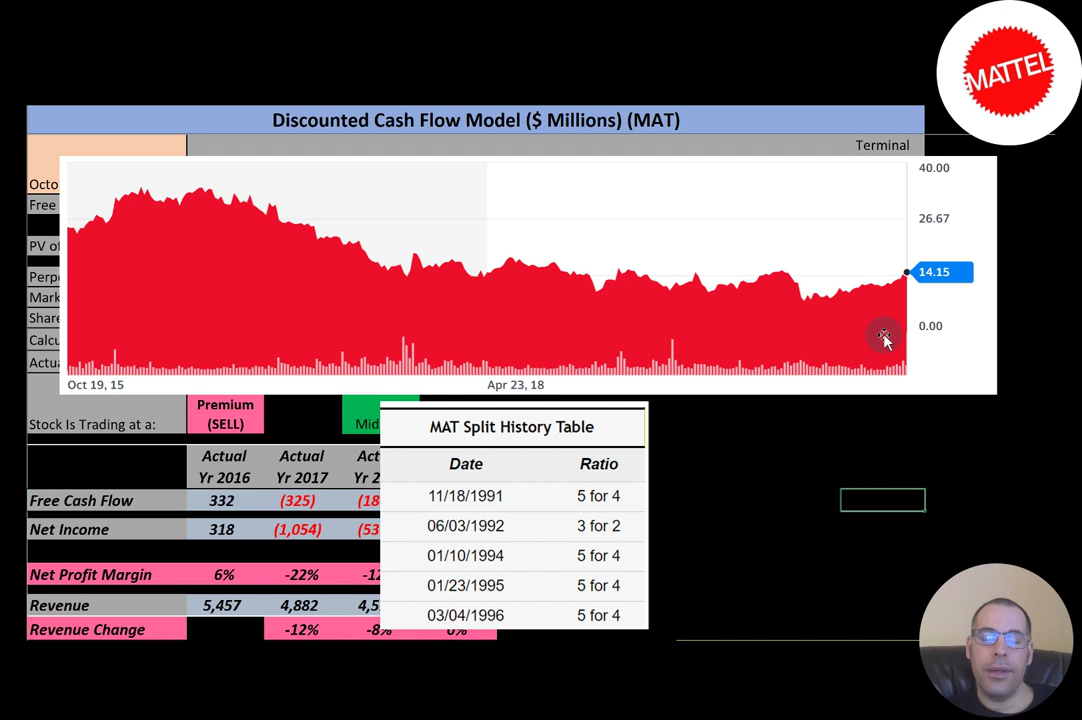 MATTEL
Discounted Cash Flow Model ($ Millions) (MAT)
Terminal
Octo
Free
PV of
Perp
Mark
Share
Calcu
Actua
40.00
26.67
14.15
0.00
Oct 19, 15
Apr 23, 18
Stock Is Trading at a:
Premium
(SELL)
Mid
Actual
Yr 2016
Actual
Yr 2017
Act
Yr 2
Free Cash Flow 332 (325) (18
Net Income 318 (1,054) (53
Net Profit Margin 6% -22% -12
Revenue 5,457 4,882 4,5
Revenue Change -12% -8% 0%
MAT Split History Table
Date Ratio
11/18/1991 5 for 4
06/03/1992 3 for 2
01/10/1994 5 for 4
01/23/1995 5 for 4
03/04/1996 5 for 4